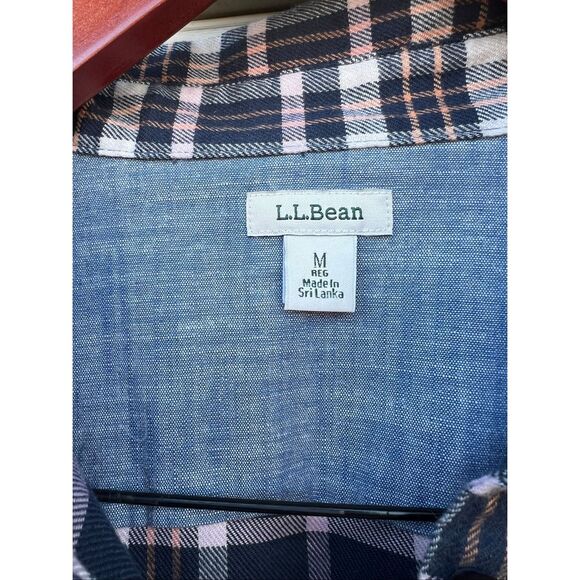 L.L.Bean
M
REG
Made In
Sri Lanka